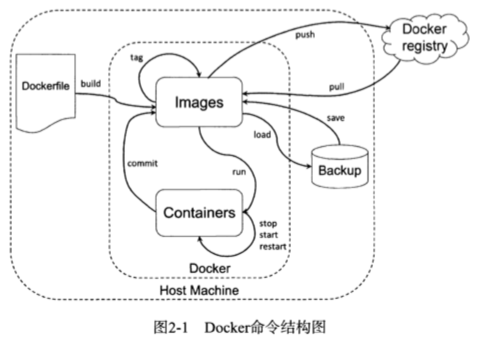 push
Docker
registry
tag
pull
Dockerfile
build
Images
save
load
Backup
commit
run
Containers
stop
start
restart
Docker
Host Machine
图2-1 Docker命令结构图